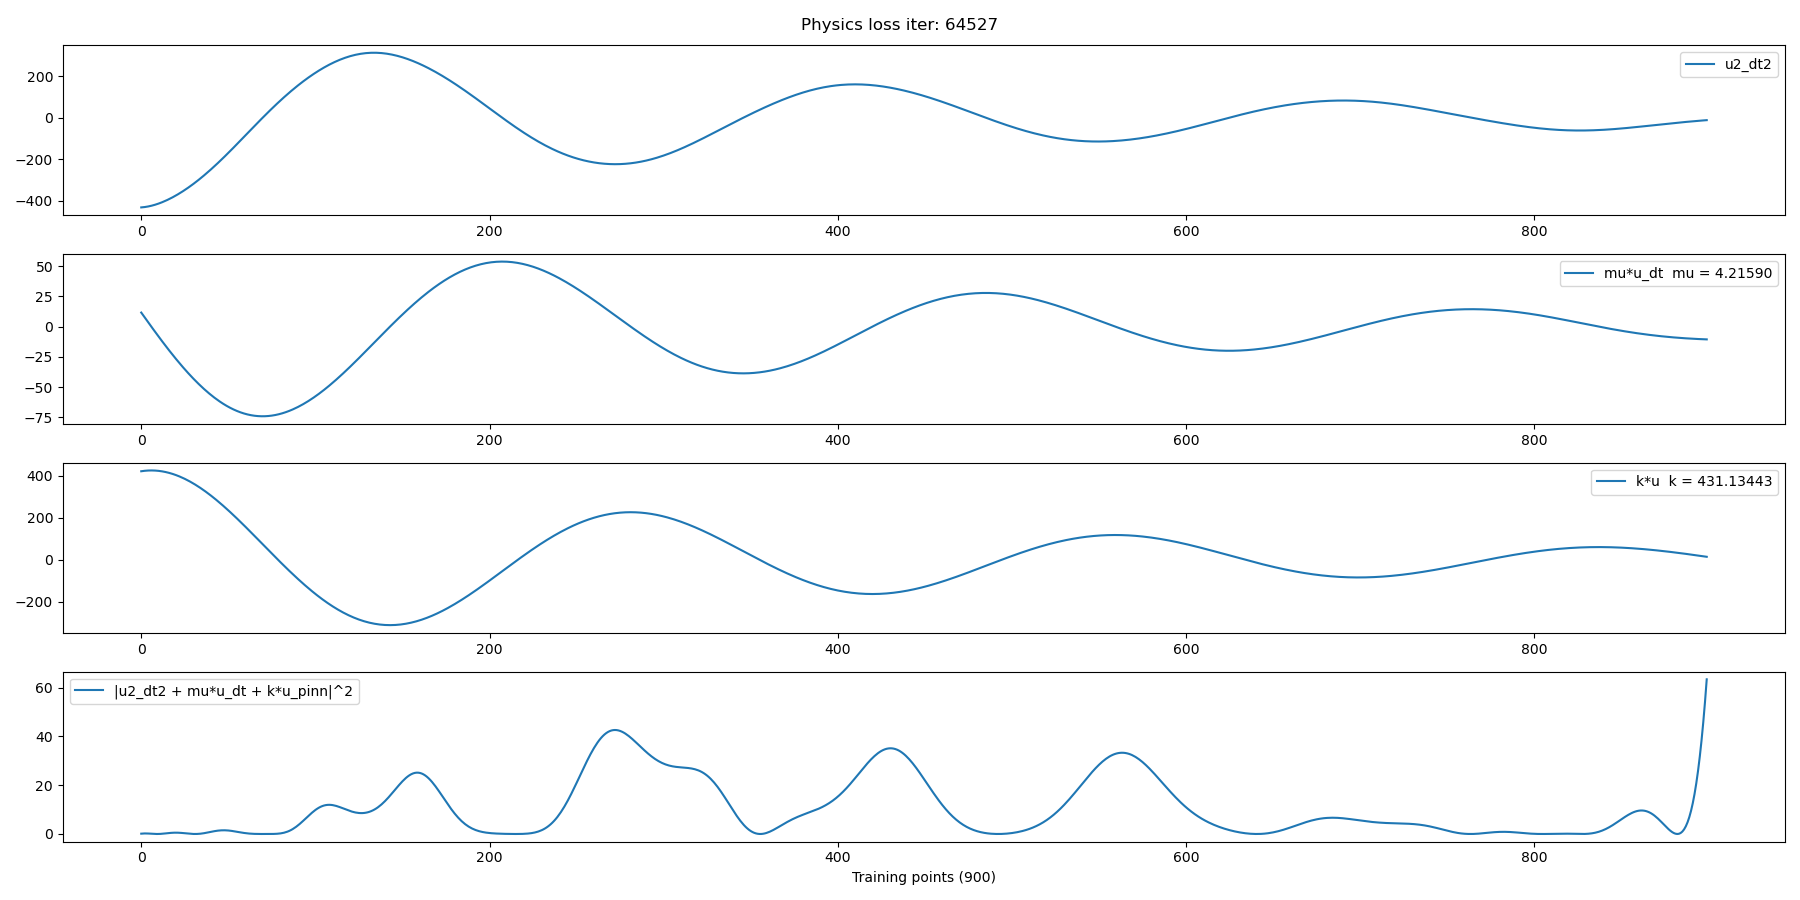 Physics loss iter: 64527
u2_dt2
200
0
−200
−400
0 200 400 600 800
mu*u_dt mu = 4.21590
50
25
0
−25
−50
−75
0 200 400 600 800
k*u k = 431.13443
400
200
0
−200
0 200 400 600 800
|u2_dt2 + mu*u_dt + k*u_pinn|^2
60
40
20
0
0 200 400 600 800
Training points (900)